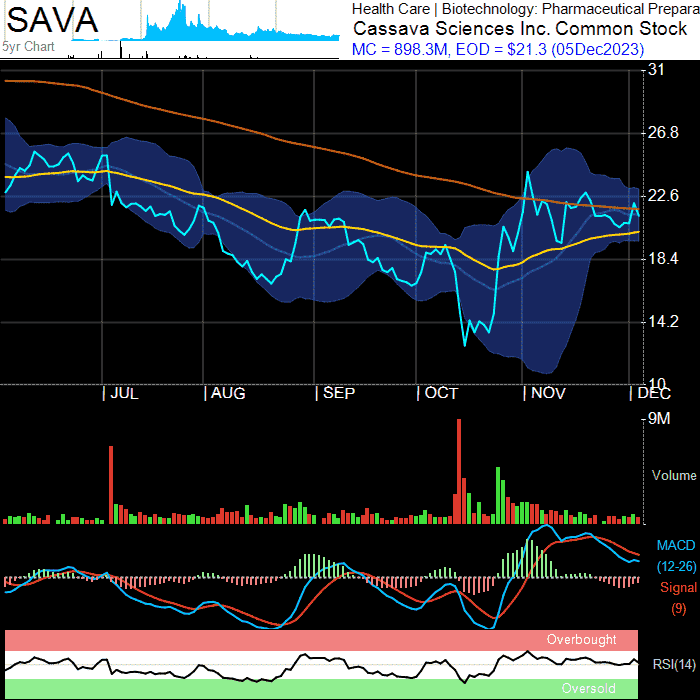 SAVA
5yr Chart
Health Care | Biotechnology: Pharmaceutical Prepara
Cassava Sciences Inc. Common Stock
MC = 898.3M, EOD = $21.3 (05Dec2023)
31
26.8
22.6
18.4
14.2
10
JUL AUG SEP OCT NOV DEC
9M
Volume
MACD
(12-26)
Signal
(9)
Overbought
RSI(14)
Oversold